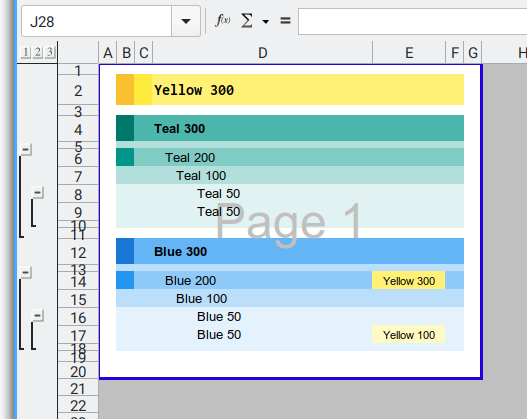 J28 f(x) Σ =
1 2 3
A B C D E F G H
1
2 Yellow 300
3
4 Teal 300
5
6 Teal 200
7 Teal 100
8 Teal 50
9 Teal 50
Page 1
10
11
12 Blue 300
13
14 Blue 200 Yellow 300
15 Blue 100
16 Blue 50
17 Blue 50 Yellow 100
18
19
20
21
22